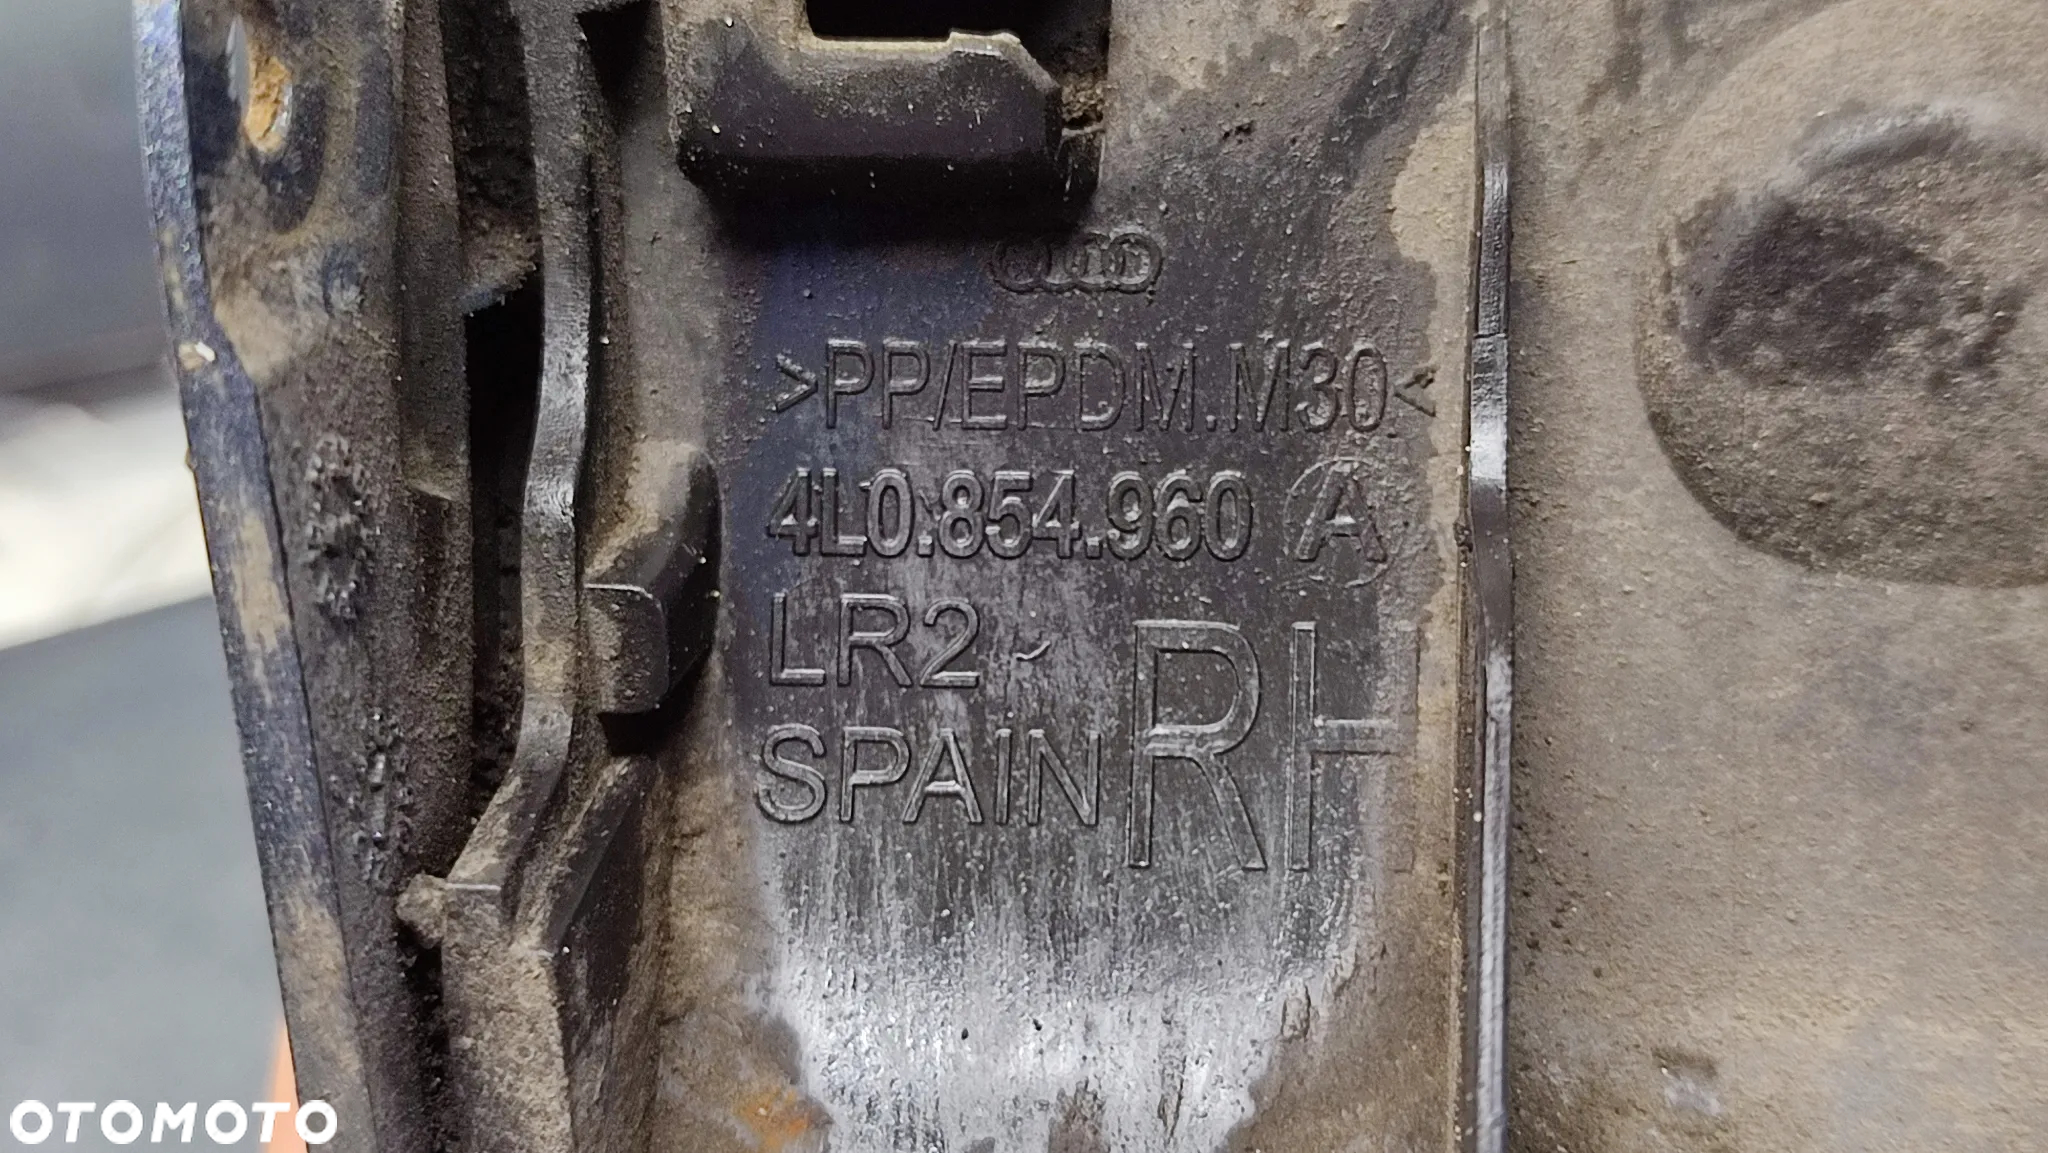 >PP/EPDM.M30<
4L0.854.960 A
LR2
SPAIN
RH
OTOMOTO